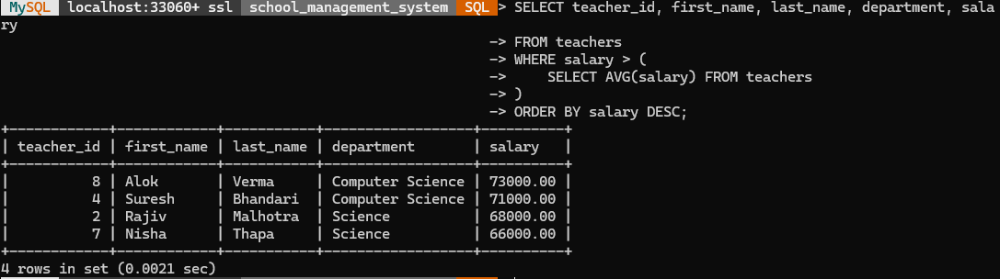 MySQL localhost:33060+ ssl school_management_system SQL > SELECT teacher_id, first_name, last_name, department, sala
ry
-> FROM teachers
-> WHERE salary > (
->     SELECT AVG(salary) FROM teachers
-> )
-> ORDER BY salary DESC;
+------------+------------+-----------+------------------+----------+
| teacher_id | first_name | last_name | department       | salary   |
+------------+------------+-----------+------------------+----------+
|          8 | Alok       | Verma     | Computer Science | 73000.00 |
|          4 | Suresh     | Bhandari  | Computer Science | 71000.00 |
|          2 | Rajiv      | Malhotra  | Science          | 68000.00 |
|          7 | Nisha      | Thapa     | Science          | 66000.00 |
+------------+------------+-----------+------------------+----------+
4 rows in set (0.0021 sec)